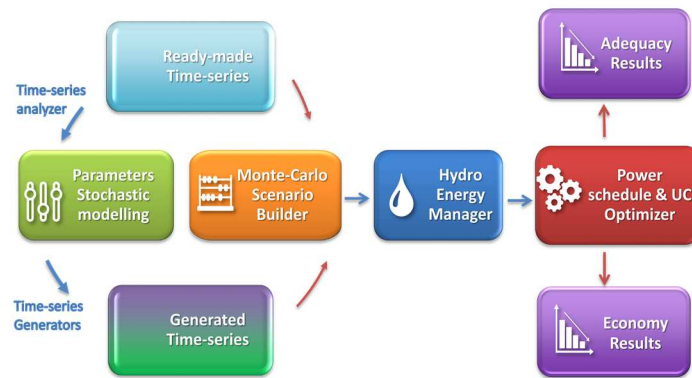 Ready-made
Time-series
Time-series
analyzer
Parameters
Stochastic
modelling
Monte-Carlo
Scenario
Builder
Hydro
Energy
Manager
Power
schedule & UC
Optimizer
Adequacy
Results
Time-series
Generators
Generated
Time-series
Economy
Results